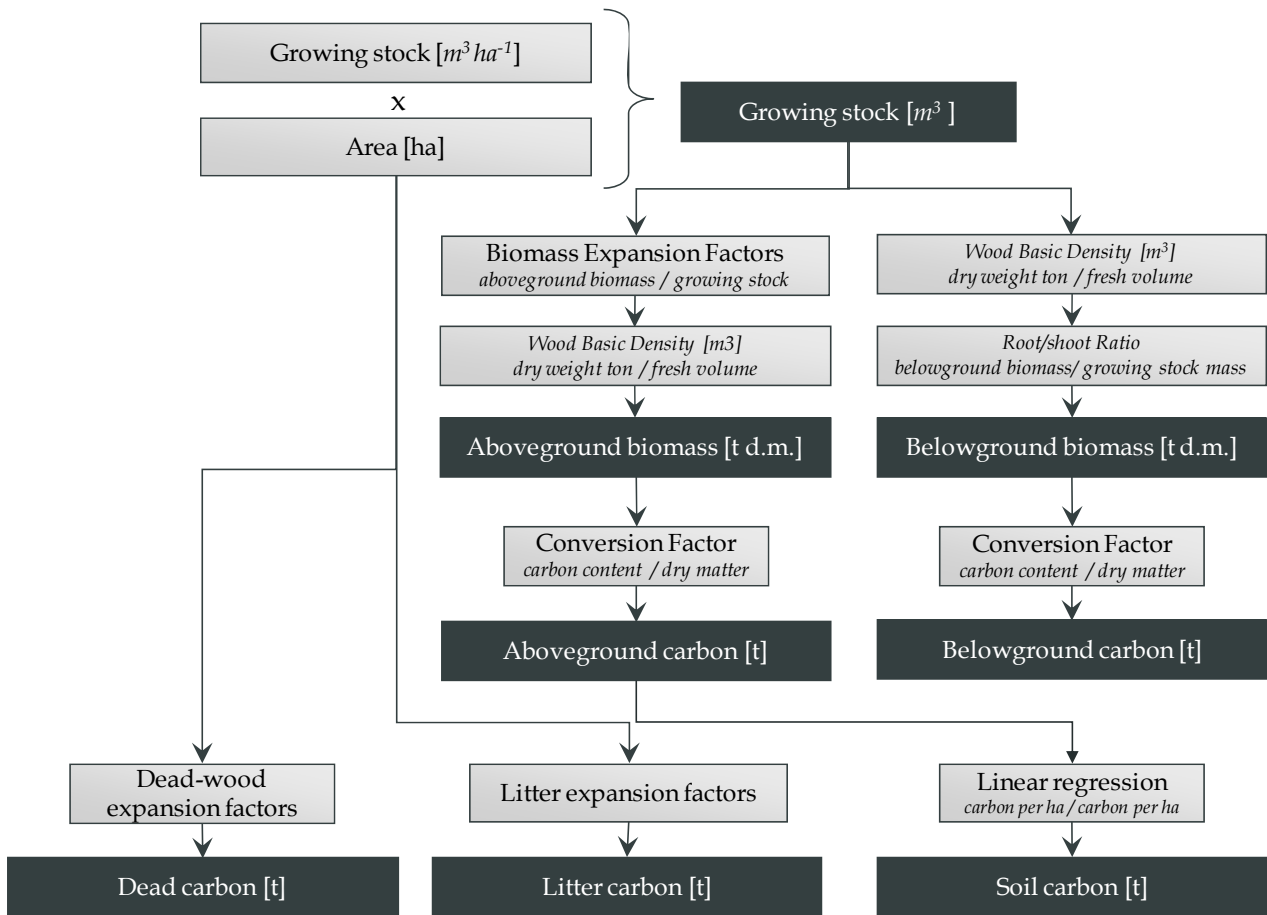 Growing stock [m³ ha⁻¹]
x
Area [ha]
Growing stock [m³ ]
Biomass Expansion Factors
aboveground biomass / growing stock
Wood Basic Density [m3]
dry weight ton / fresh volume
Aboveground biomass [t d.m.]
Conversion Factor
carbon content / dry matter
Aboveground carbon [t]
Wood Basic Density [m³]
dry weight ton / fresh volume
Root/shoot Ratio
belowground biomass/ growing stock mass
Belowground biomass [t d.m.]
Conversion Factor
carbon content / dry matter
Belowground carbon [t]
Dead-wood
expansion factors
Dead carbon [t]
Litter expansion factors
Litter carbon [t]
Linear regression
carbon per ha / carbon per ha
Soil carbon [t]